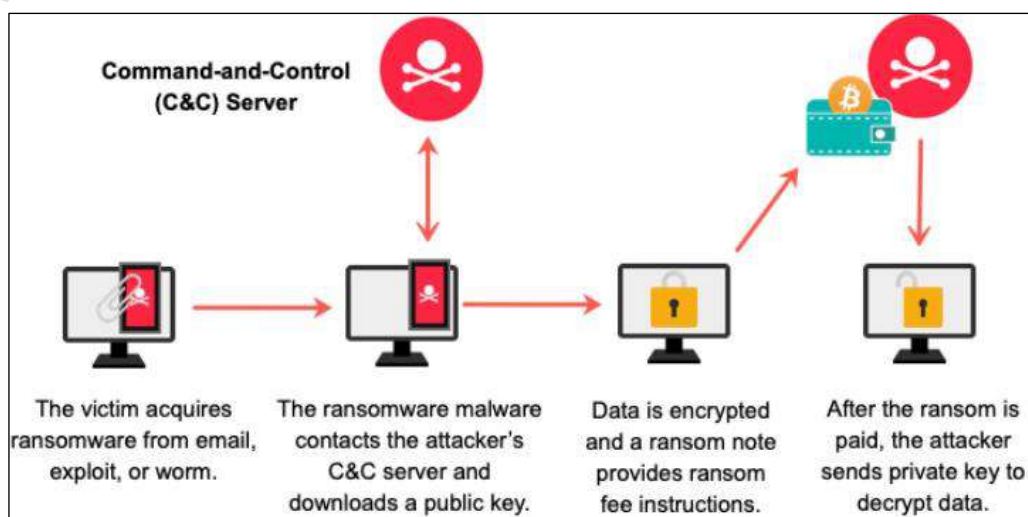 Command-and-Control
(C&C) Server
The victim acquires
ransomware from email,
exploit, or worm.
The ransomware malware
contacts the attacker's
C&C server and
downloads a public key.
Data is encrypted
and a ransom note
provides ransom
fee instructions.
After the ransom is
paid, the attacker
sends private key to
decrypt data.